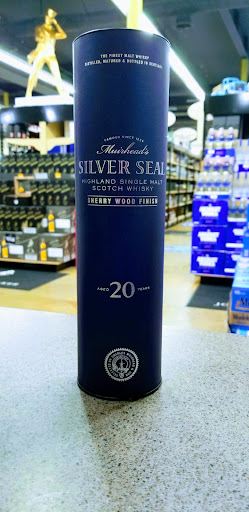 THE FINEST MALT WHISKY
DISTILLED, MATURED & BOTTLED IN SCOTLAND
FAMOUS SINCE 1824
Muirhead's
SILVER SEAL
HIGHLAND SINGLE MALT
SCOTCH WHISKY
SHERRY WOOD FINISH
AGED 20 YEARS